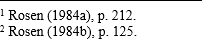 ¹ Rosen (1984a), p. 212.
² Rosen (1984b), p. 125.